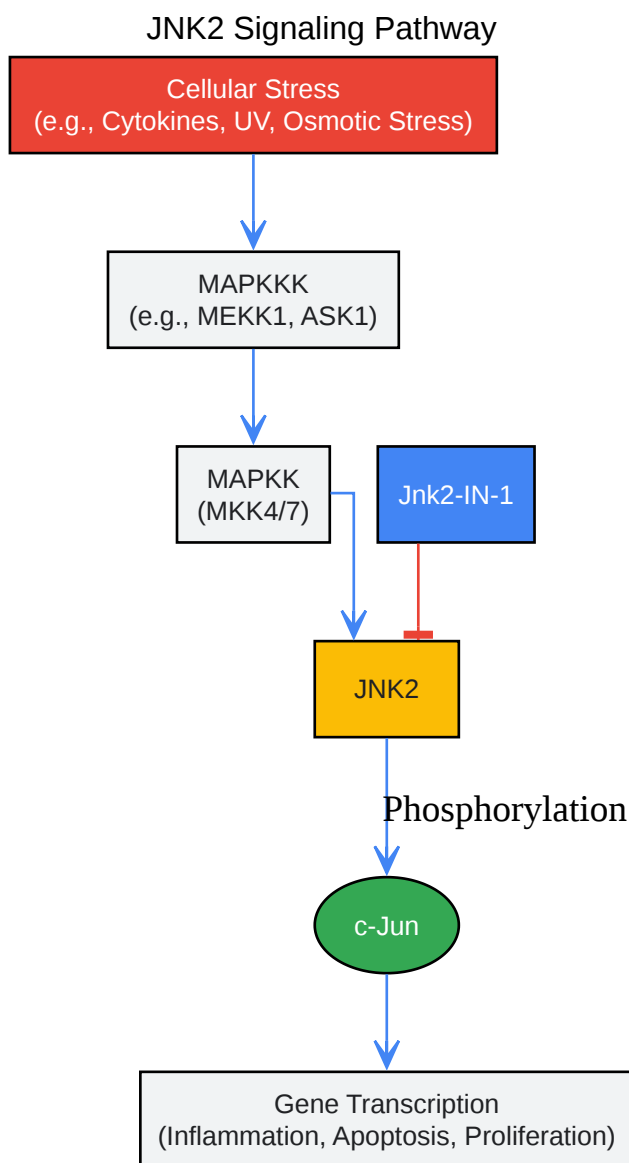 JNK2 Signaling Pathway
Cellular Stress
(e.g., Cytokines, UV, Osmotic Stress)
MAPKKK
(e.g., MEKK1, ASK1)
MAPKK
(MKK4/7)
Jnk2-IN-1
JNK2
Phosphorylation
c-Jun
Gene Transcription
(Inflammation, Apoptosis, Proliferation)